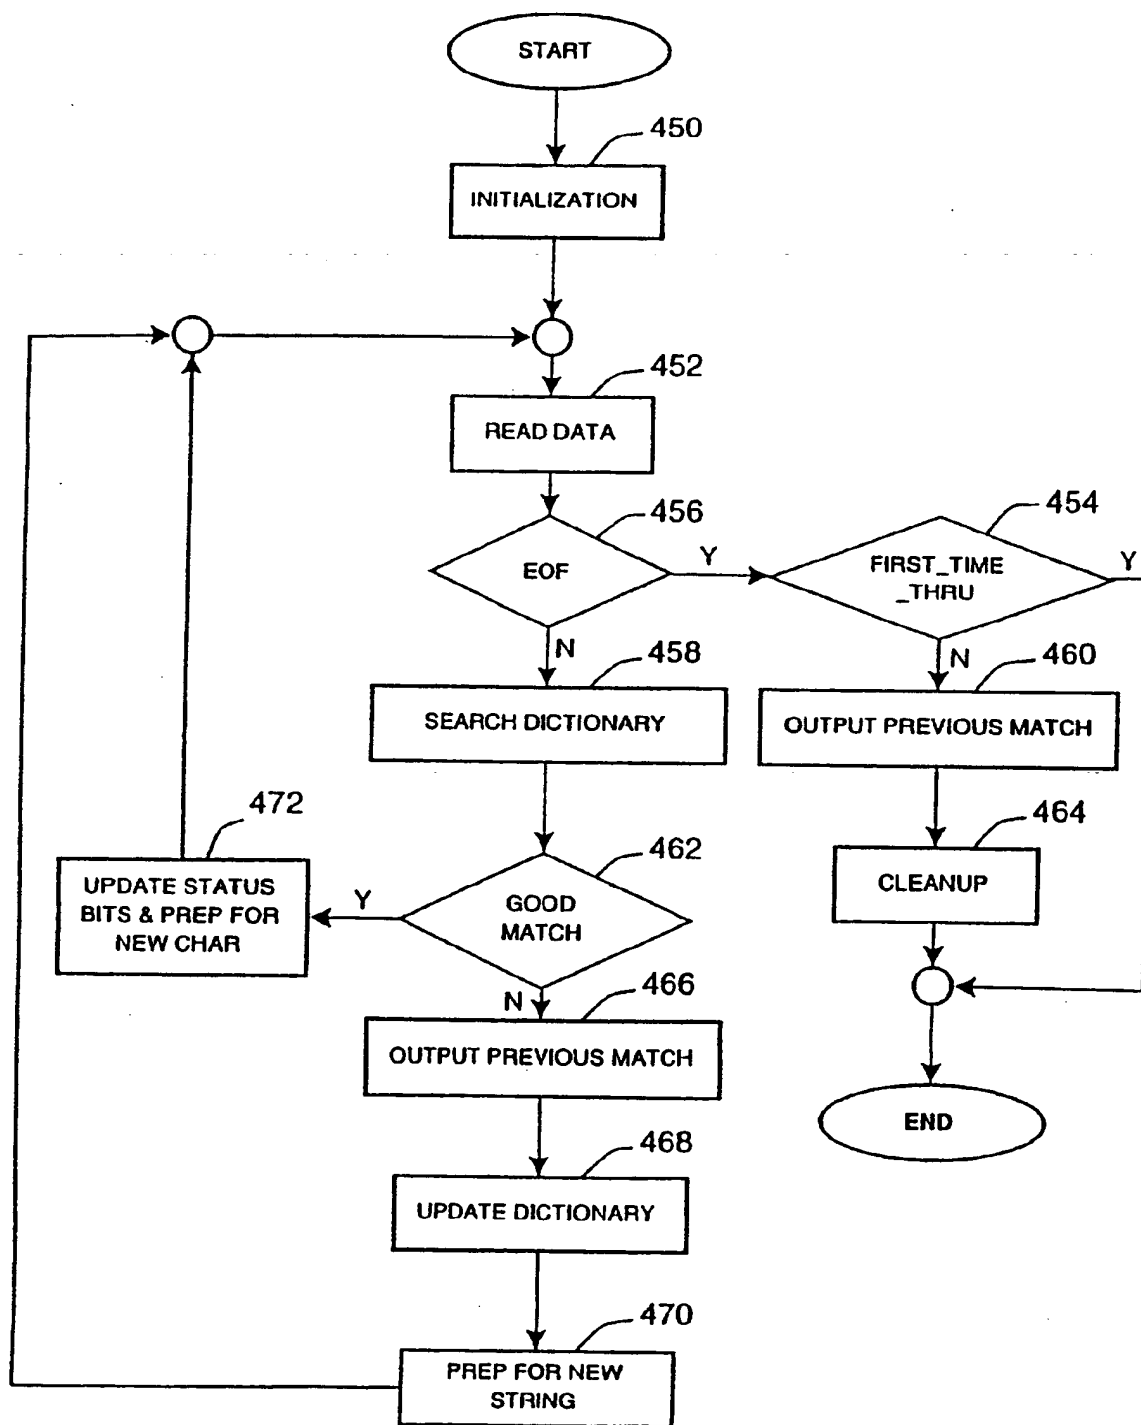 START
450
INITIALIZATION
452
READ DATA
456
EOF
Y
454
FIRST_TIME
_THRU
Y
N
458
SEARCH DICTIONARY
N
460
OUTPUT PREVIOUS MATCH
472
UPDATE STATUS
BITS & PREP FOR
NEW CHAR
Y
462
GOOD
MATCH
464
CLEANUP
N
466
OUTPUT PREVIOUS MATCH
END
468
UPDATE DICTIONARY
470
PREP FOR NEW
STRING